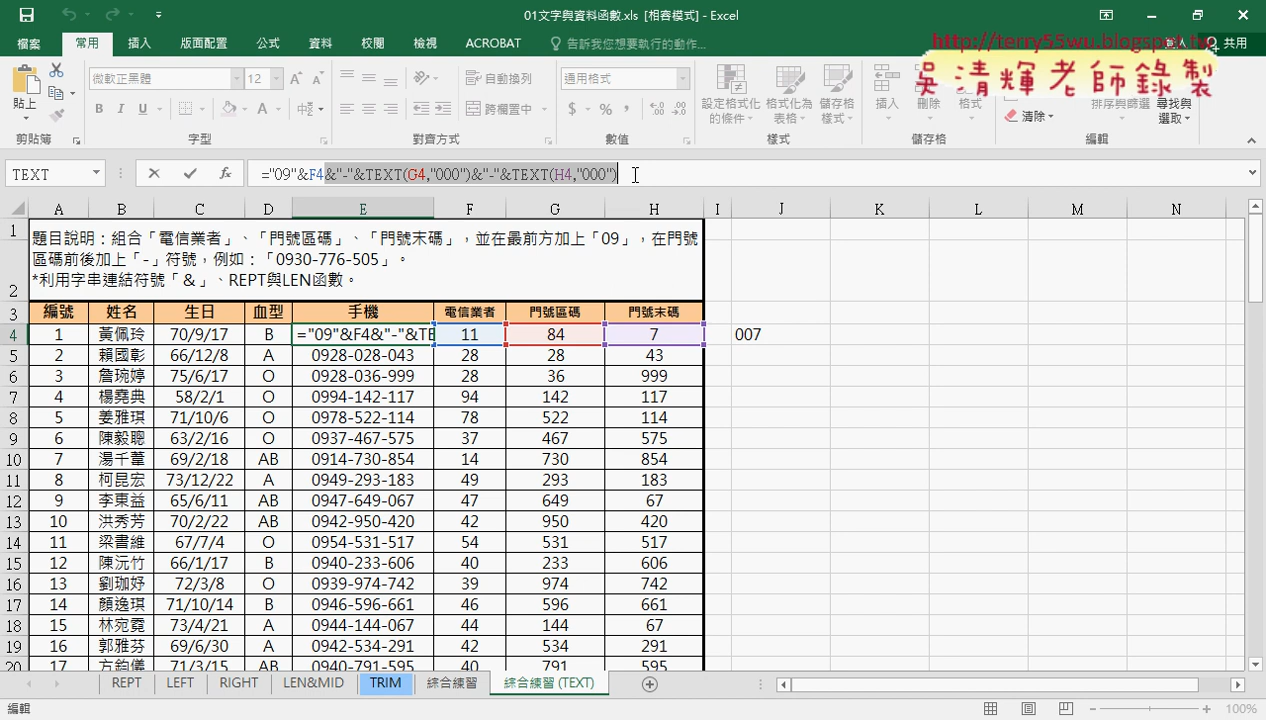 01文字與資料函數.xls [相容模式] - Excel
檔案 常用 插入 版面配置 公式 資料 校閱 檢視 ACROBAT 告訴我您想要執行的動作... 登入 共用
http://terry55wu.blogspot.tw
吳清輝老師錄製
貼上 微軟正黑體 12 自動換列 通用格式 設定格式化的條件 格式化為表格 儲存格樣式 插入 刪除 格式 清除 排序與篩選 尋找與選取
跨欄置中
剪貼簿 字型 對齊方式 數值 樣式 儲存格 編輯
TEXT ="09"&F4&"-"&TEXT(G4,"000")&"-"&TEXT(H4,"000")
A B C D E F G H I J K L M N
1 題目說明：組合「電信業者」、「門號區碼」、「門號末碼」，並在最前方加上「09」，在門號
區碼前後加上「-」符號，例如：「0930-776-505」。
2 *利用字串連結符號「&」、REPT與LEN函數。
3 編號 姓名 生日 血型 手機 電信業者 門號區碼 門號末碼
4 1 黃佩玲 70/9/17 B ="09"&F4&"-"&TE 11 84 7 007
5 2 賴國彰 66/12/8 A 0928-028-043 28 28 43
6 3 詹琬婷 75/6/17 O 0928-036-999 28 36 999
7 4 楊堯典 58/2/1 O 0994-142-117 94 142 117
8 5 姜雅琪 71/10/6 O 0978-522-114 78 522 114
9 6 陳毅聰 63/2/16 O 0937-467-575 37 467 575
10 7 湯千葦 69/2/18 AB 0914-730-854 14 730 854
11 8 柯昆宏 73/12/22 A 0949-293-183 49 293 183
12 9 李東益 65/6/11 AB 0947-649-067 47 649 67
13 10 洪秀芳 70/2/22 AB 0942-950-420 42 950 420
14 11 梁書維 67/7/4 O 0954-531-517 54 531 517
15 12 陳沅竹 66/1/17 B 0940-233-606 40 233 606
16 13 劉珈妤 72/3/8 O 0939-974-742 39 974 742
17 14 顏逸琪 71/10/14 B 0946-596-661 46 596 661
18 15 林宛霓 73/4/21 A 0944-144-067 44 144 67
19 16 郭雅芬 69/6/30 A 0942-534-291 42 534 291
20 17 方鈞儀 71/3/15 AB 0940-791-595 40 791 595
REPT LEFT RIGHT LEN&MID TRIM 綜合練習 綜合練習 (TEXT)
編輯 100%